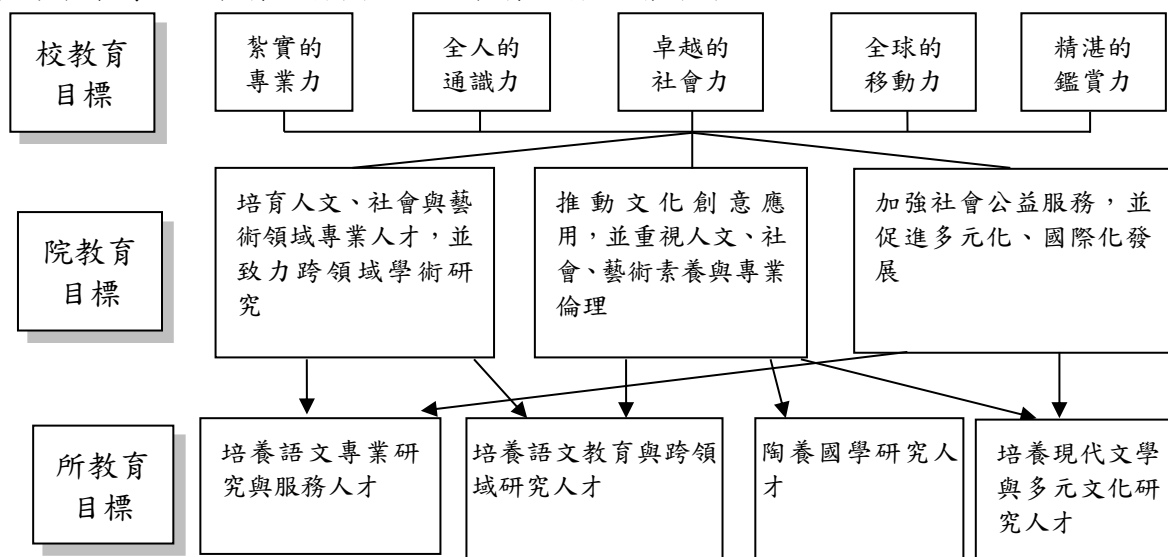 校教育
目標
紮實的
專業力
全人的
通識力
卓越的
社會力
全球的
移動力
精湛的
鑑賞力
院教育
目標
培育人文、社會與藝
術領域專業人才，並
致力跨領域學術研
究
推動文化創意應
用，並重視人文、社
會、藝術素養與專業
倫理
加強社會公益服務，並
促進多元化、國際化發
展
所教育
目標
培養語文專業研
究與服務人才
培養語文教育與跨領
域研究人才
陶養國學研究人
才
培養現代文學
與多元文化研
究人才